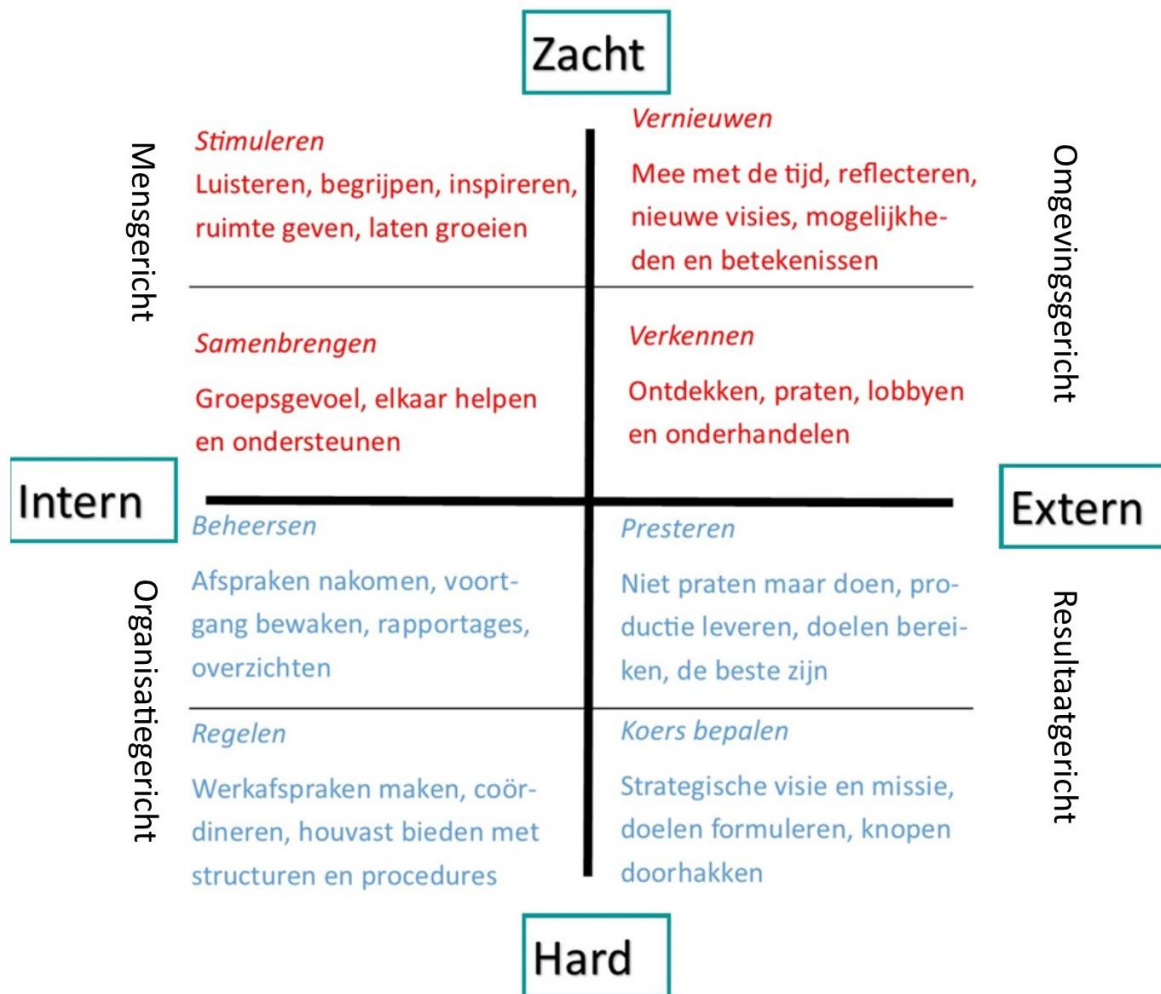 Zacht
Mensgericht
Stimuleren
Luisteren, begrijpen, inspireren,
ruimte geven, laten groeien
Vernieuwen
Mee met de tijd, reflecteren,
nieuwe visies, mogelijkhe-
den en betekenissen
Omgevingsgericht
Samenbrengen
Groepsgevoel, elkaar helpen
en ondersteunen
Verkennen
Ontdekken, praten, lobbyen
en onderhandelen
Intern
Extern
Organisatiegericht
Beheersen
Afspraken nakomen, voort-
gang bewaken, rapportages,
overzichten
Presteren
Niet praten maar doen, pro-
ductie leveren, doelen berei-
ken, de beste zijn
Resultaatgericht
Regelen
Werkafspraken maken, coör-
dineren, houvast bieden met
structuren en procedures
Koers bepalen
Strategische visie en missie,
doelen formuleren, knopen
doorhakken
Hard